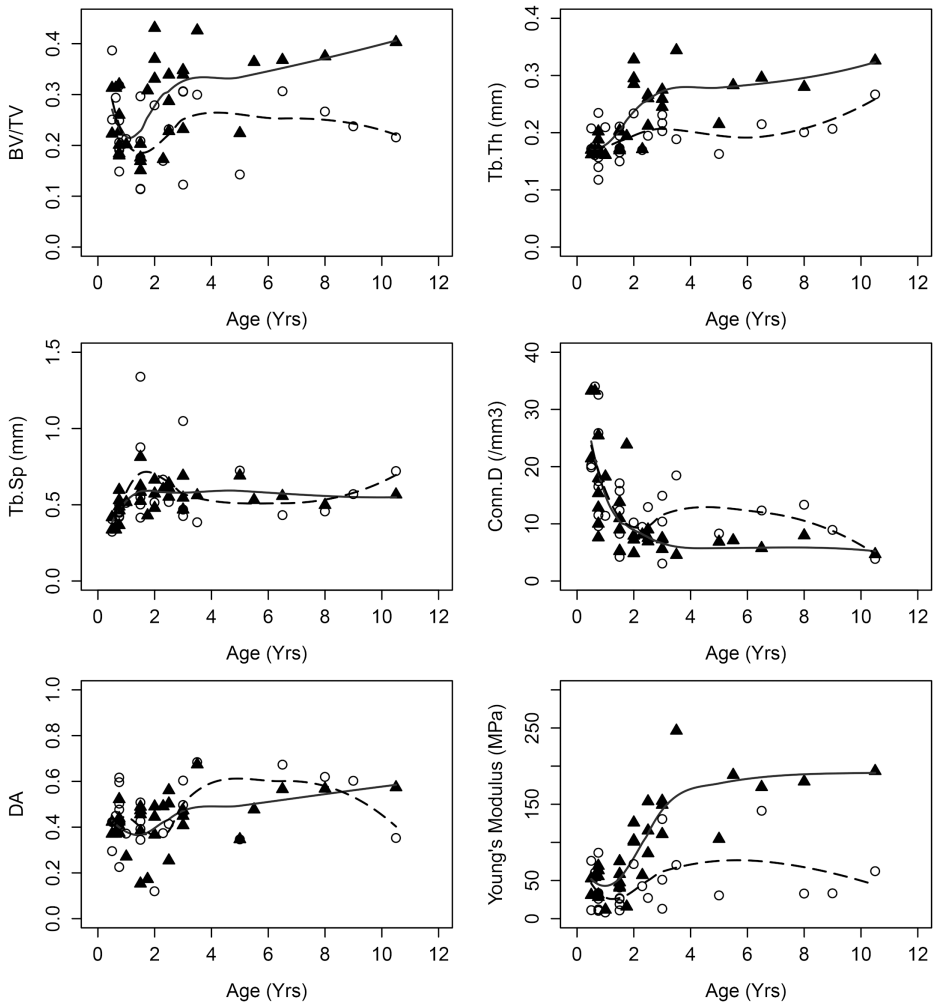 BV/TV
0.0 0.1 0.2 0.3 0.4
0 2 4 6 8 10 12
Age (Yrs)
Tb.Th (mm)
0.0 0.1 0.2 0.3 0.4
0 2 4 6 8 10 12
Age (Yrs)
Tb.Sp (mm)
0.0 0.5 1.0 1.5
0 2 4 6 8 10 12
Age (Yrs)
Conn.D (/mm3)
0 10 20 30 40
0 2 4 6 8 10 12
Age (Yrs)
DA
0.0 0.2 0.4 0.6 0.8 1.0
0 2 4 6 8 10 12
Age (Yrs)
Young's Modulus (MPa)
0 50 150 250
0 2 4 6 8 10 12
Age (Yrs)